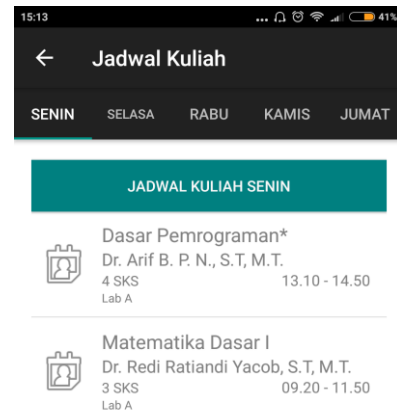 15:13 ... 41%
Jadwal Kuliah
SENIN SELASA RABU KAMIS JUMAT
JADWAL KULIAH SENIN
Dasar Pemrograman*
Dr. Arif B. P. N., S.T, M.T.
4 SKS 13.10 - 14.50
Lab A
Matematika Dasar I
Dr. Redi Ratiandi Yacob, S.T, M.T.
3 SKS 09.20 - 11.50
Lab A